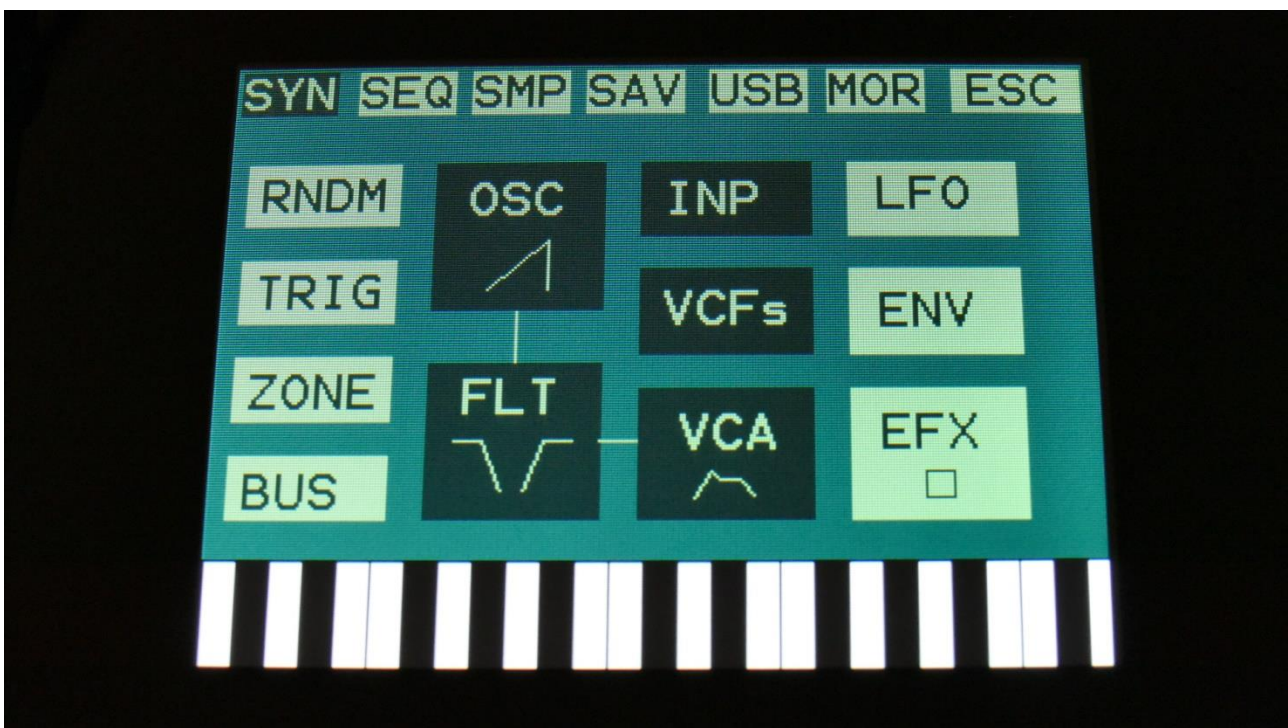 SYN SEQ SMP SAV USB MOR ESC
RNDM OSC INP LFO
TRIG VCFs ENV
ZONE FLT VCA EFX
BUS